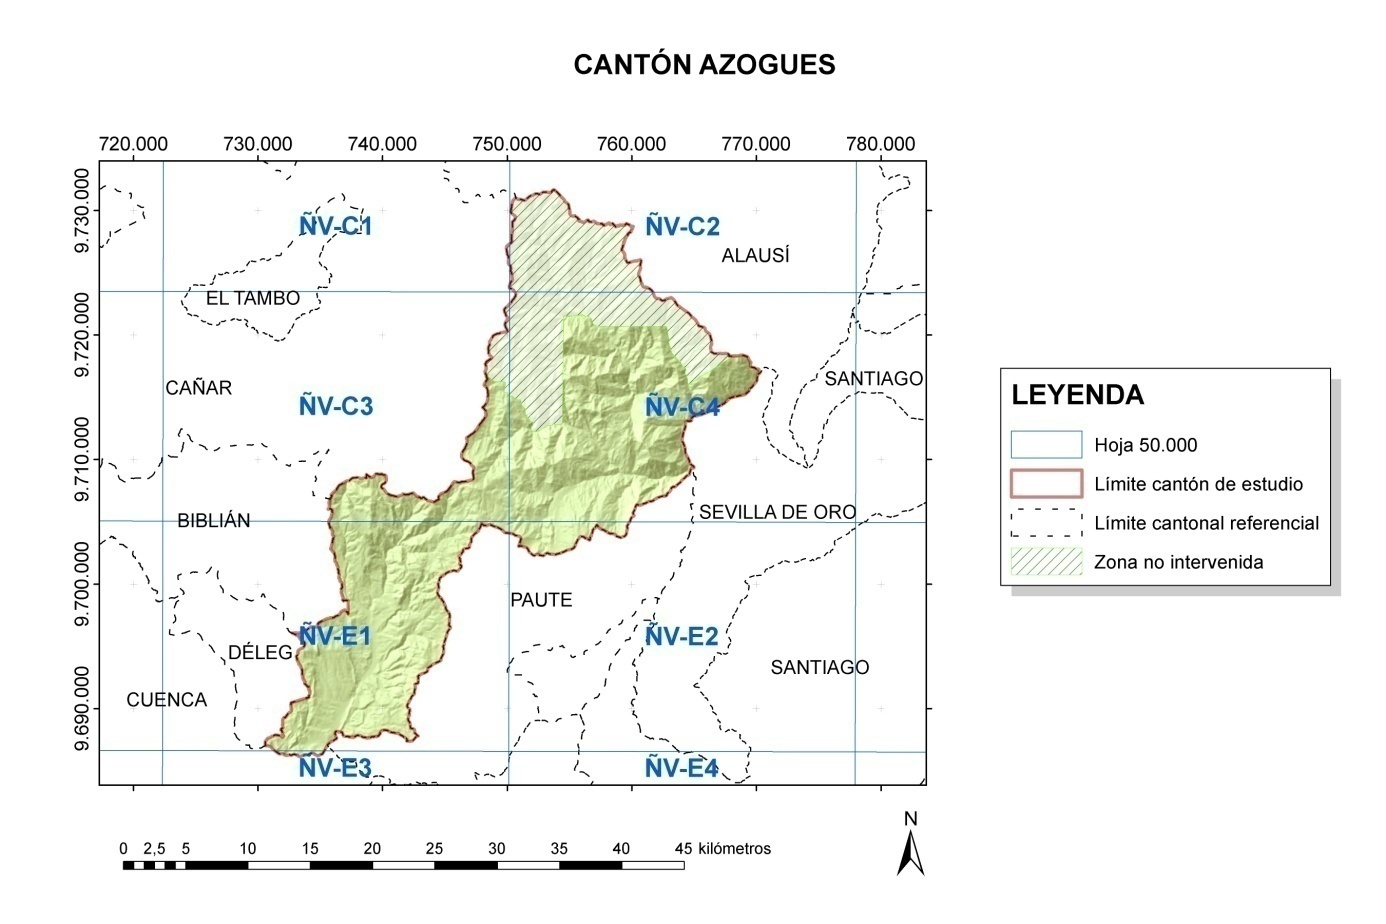 CANTÓN AZOGUES
720.000 730.000 740.000 750.000 760.000 770.000 780.000
9.730.000
9.720.000
9.710.000
9.700.000
9.690.000
ÑV-C1
ÑV-C2
ALAUSÍ
EL TAMBO
SANTIAGO
CAÑAR
ÑV-C3
ÑV-C4
SEVILLA DE ORO
BIBLIÁN
PAUTE
ÑV-E1
ÑV-E2
DÉLEG
SANTIAGO
CUENCA
ÑV-E3
ÑV-E4
LEYENDA
Hoja 50.000
Límite cantón de estudio
Límite cantonal referencial
Zona no intervenida
N
0 2,5 5 10 15 20 25 30 35 40 45 kilómetros